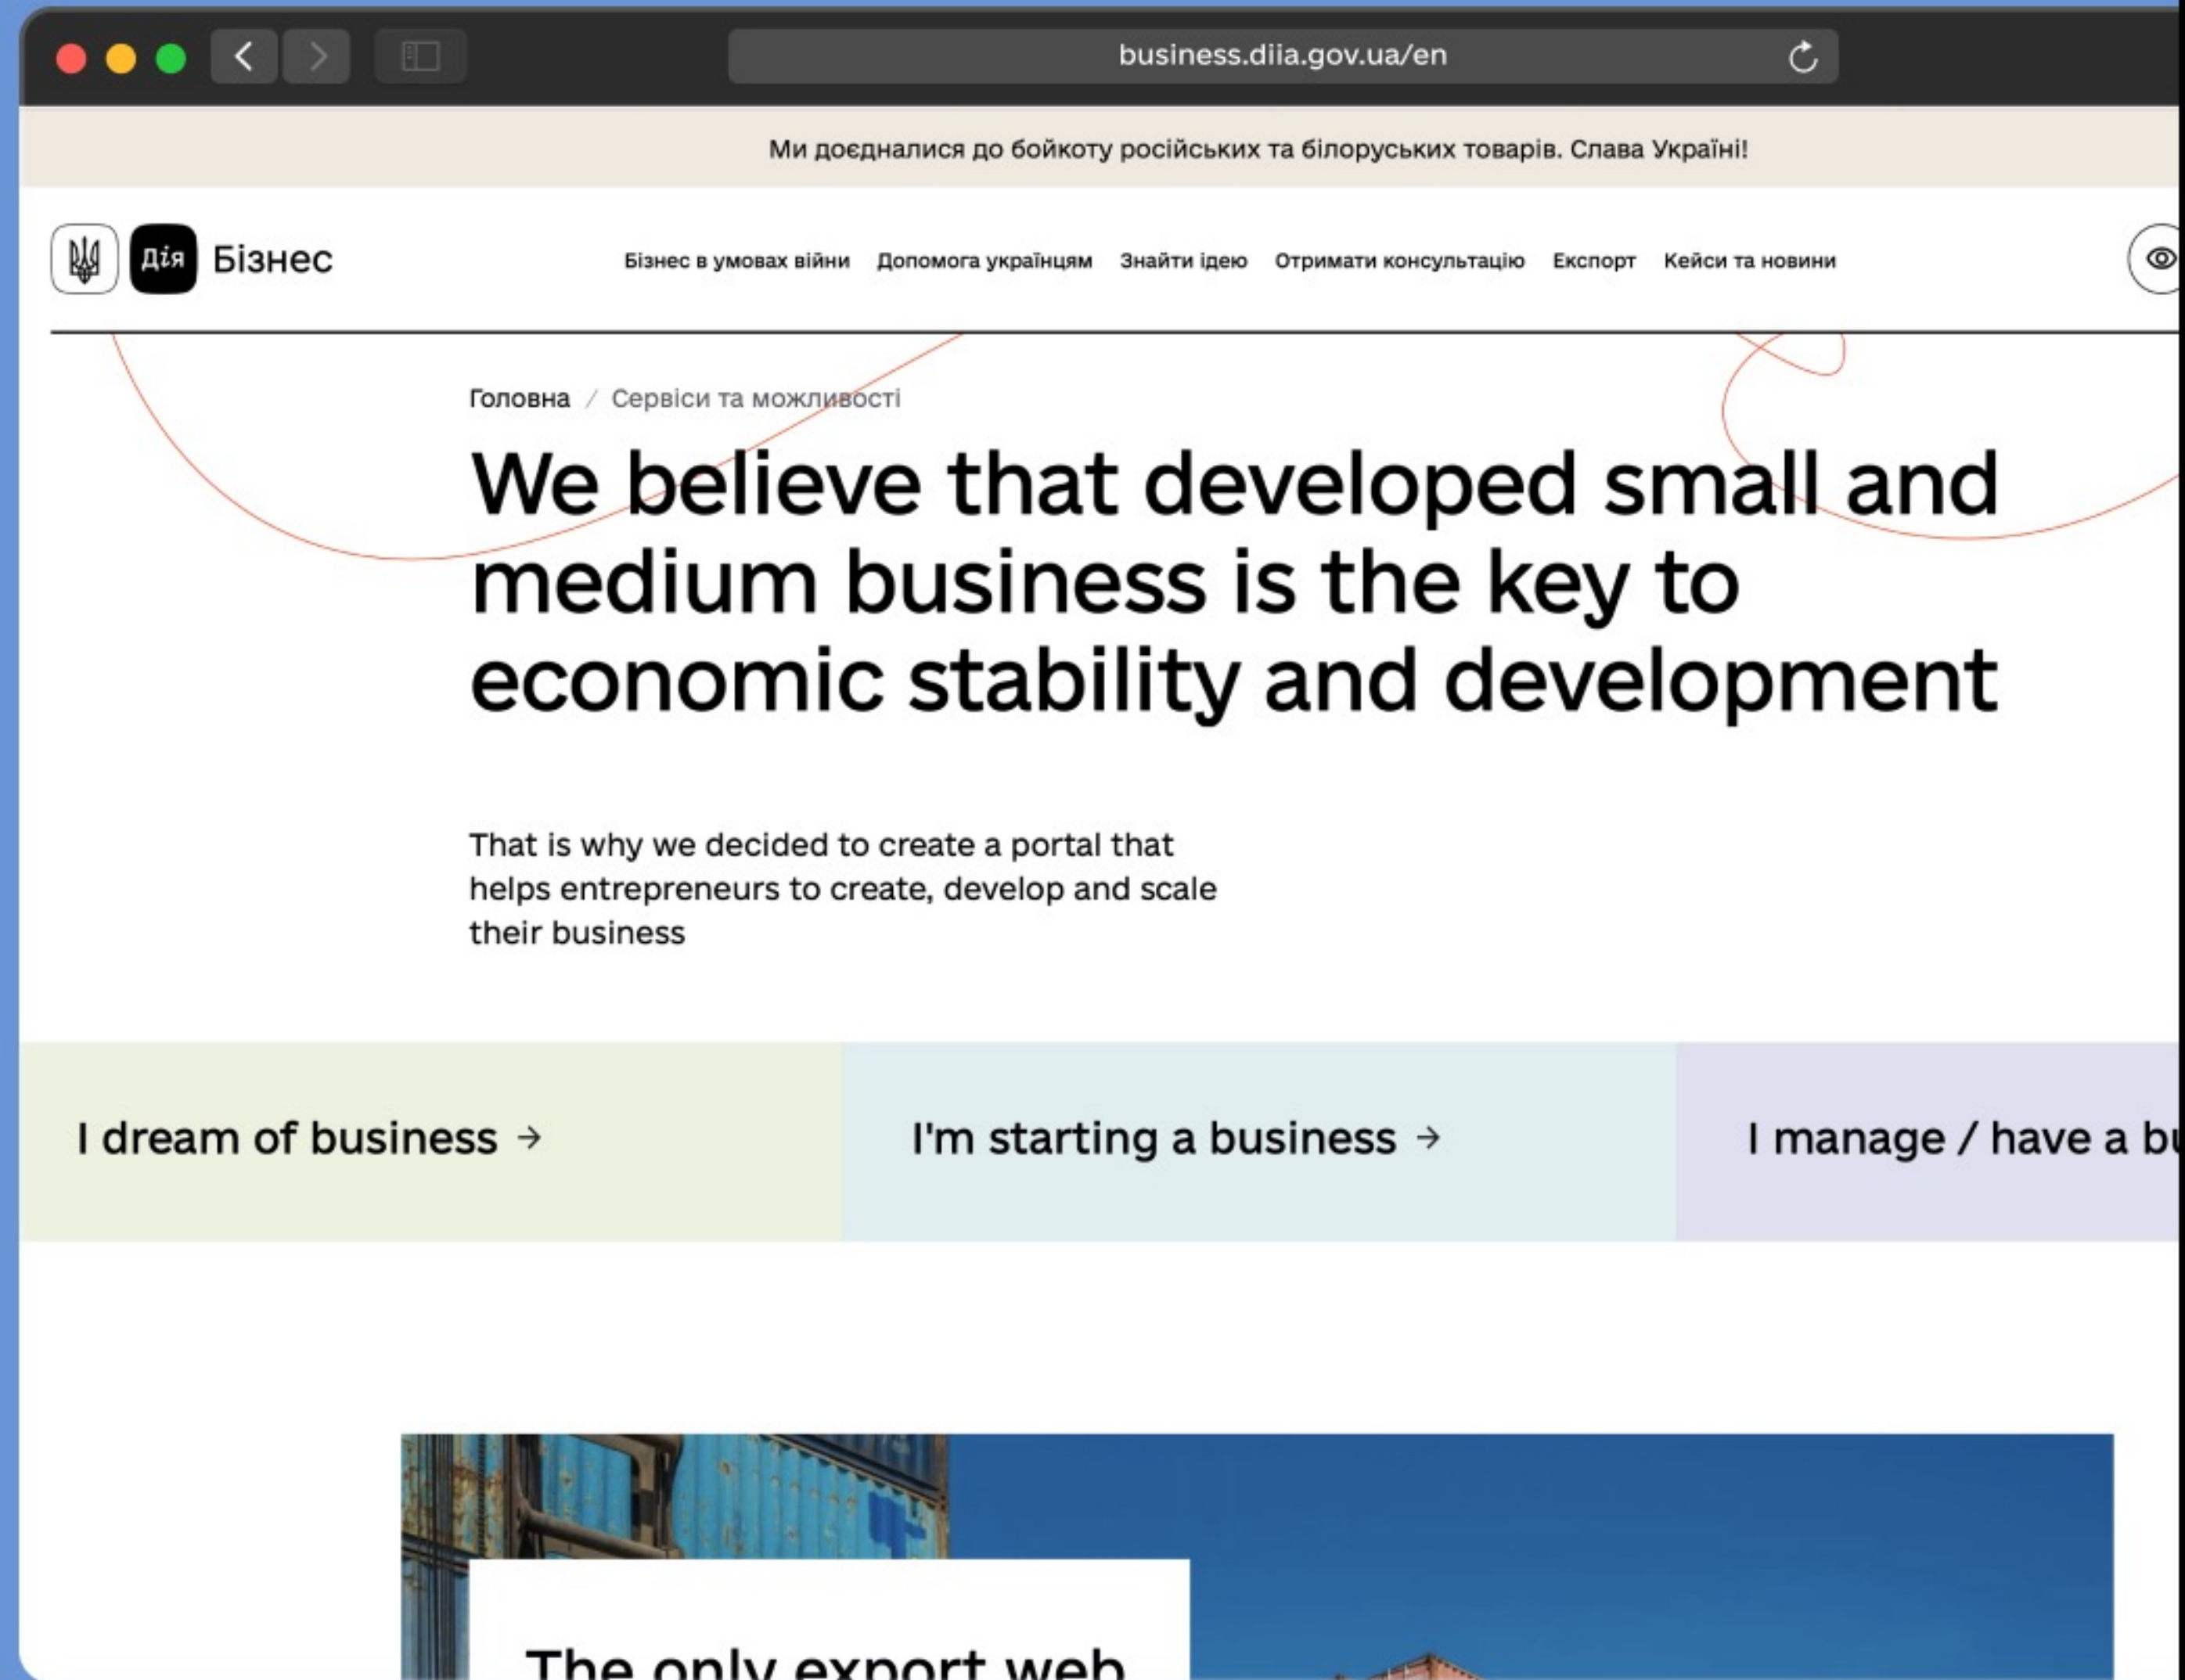 business.diia.gov.ua/en
Ми доєдналися до бойкоту російських та білоруських товарів. Слава Україні!
Дія Бізнес
Бізнес в умовах війни Допомога українцям Знайти ідею Отримати консультацію Експорт Кейси та новини
Головна / Сервіси та можливості
We believe that developed small and
medium business is the key to
economic stability and development
That is why we decided to create a portal that
helps entrepreneurs to create, develop and scale
their business
I dream of business →
I'm starting a business →
I manage / have a
The only export web